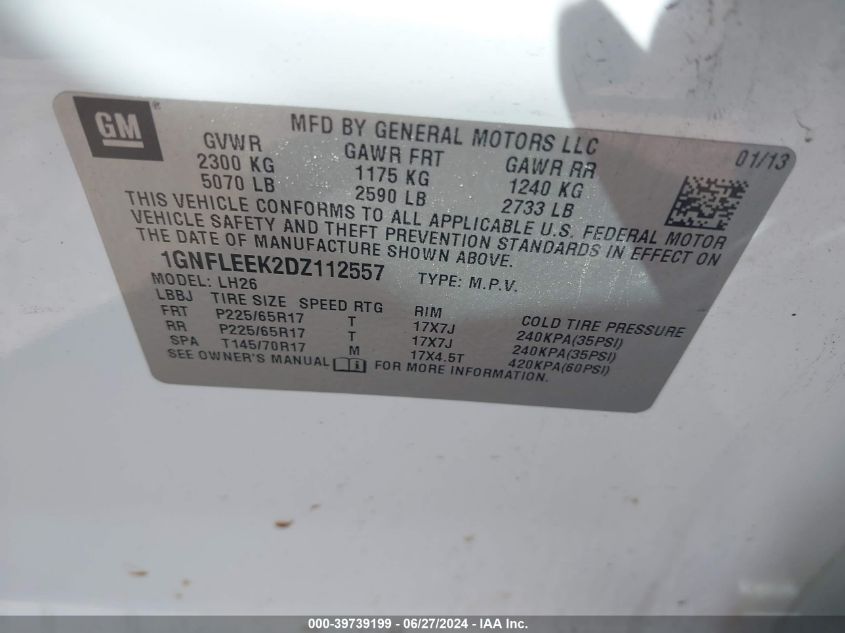 GM®
MFD BY GENERAL MOTORS LLC
01/13
GVWR GAWR FRT GAWR RR
2300 KG 1175 KG 1240 KG
5070 LB 2590 LB 2733 LB
THIS VEHICLE CONFORMS TO ALL APPLICABLE U.S. FEDERAL MOTOR
VEHICLE SAFETY AND THEFT PREVENTION STANDARDS IN EFFECT ON
THE DATE OF MANUFACTURE SHOWN ABOVE.
1GNFLEEK2DZ112557 TYPE: M.P.V.
MODEL: LH26
LBBJ TIRE SIZE SPEED RTG RIM COLD TIRE PRESSURE
FRT P225/65R17 T 17X7J 240KPA(35PSI)
RR P225/65R17 T 17X7J 240KPA(35PSI)
SPA T145/70R17 M 17X4.5T 420KPA(60PSI)
SEE OWNER'S MANUAL FOR MORE INFORMATION.
000-39739199 - 06/27/2024 - IAA Inc.